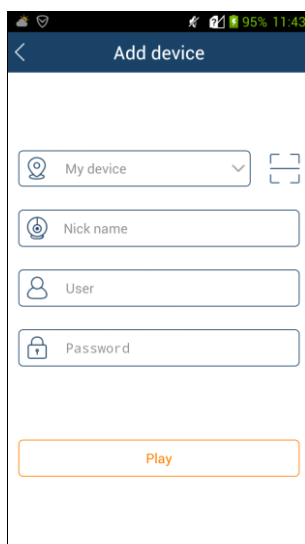 95% 11:43
Add device
My device
Nick name
User
Password
Play